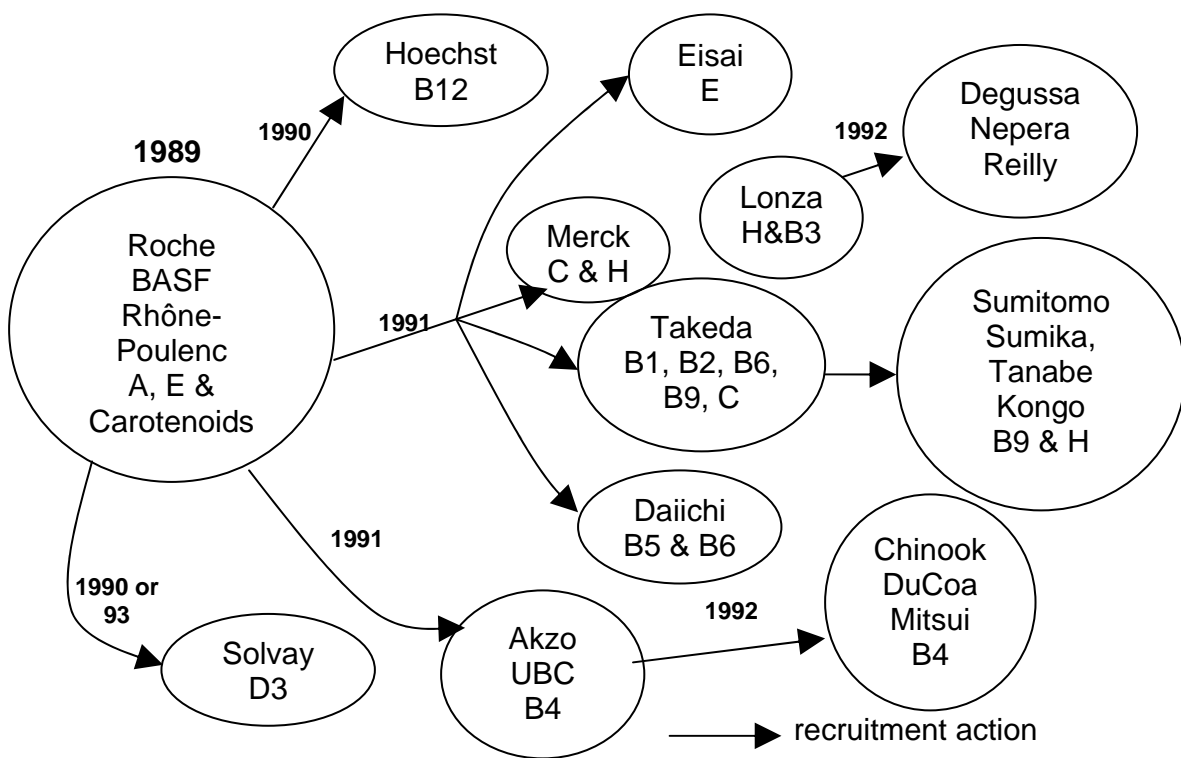 Hoechst
B12
Eisai
E
Degussa
Nepera
Reilly
1992
1990
1989
Lonza
H&B3
Roche
BASF
Rhône-
Poulenc
A, E &
Carotenoids
Merck
C & H
1991
Takeda
B1, B2, B6,
B9, C
Sumitomo
Sumika,
Tanabe
Kongo
B9 & H
Daiichi
B5 & B6
1991
Chinook
DuCoa
Mitsui
B4
1990 or
93
1992
Solvay
D3
Akzo
UBC
B4
recruitment action